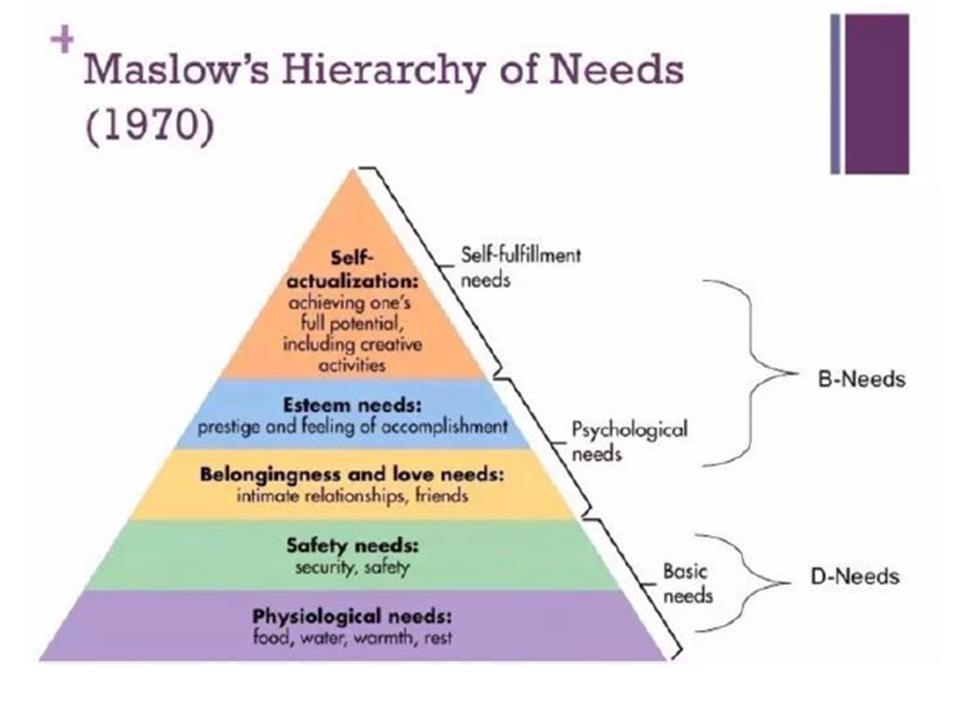 +
Maslow's Hierarchy of Needs
(1970)
Self-
actualization:
achieving one's
full potential,
including creative
activities
Self-fulfillment
needs
B-Needs
Esteem needs:
prestige and feeling of accomplishment
Psychological
needs
Belongingness and love needs:
intimate relationships, friends
Safety needs:
security, safety
Basic
needs
D-Needs
Physiological needs:
food, water, warmth, rest